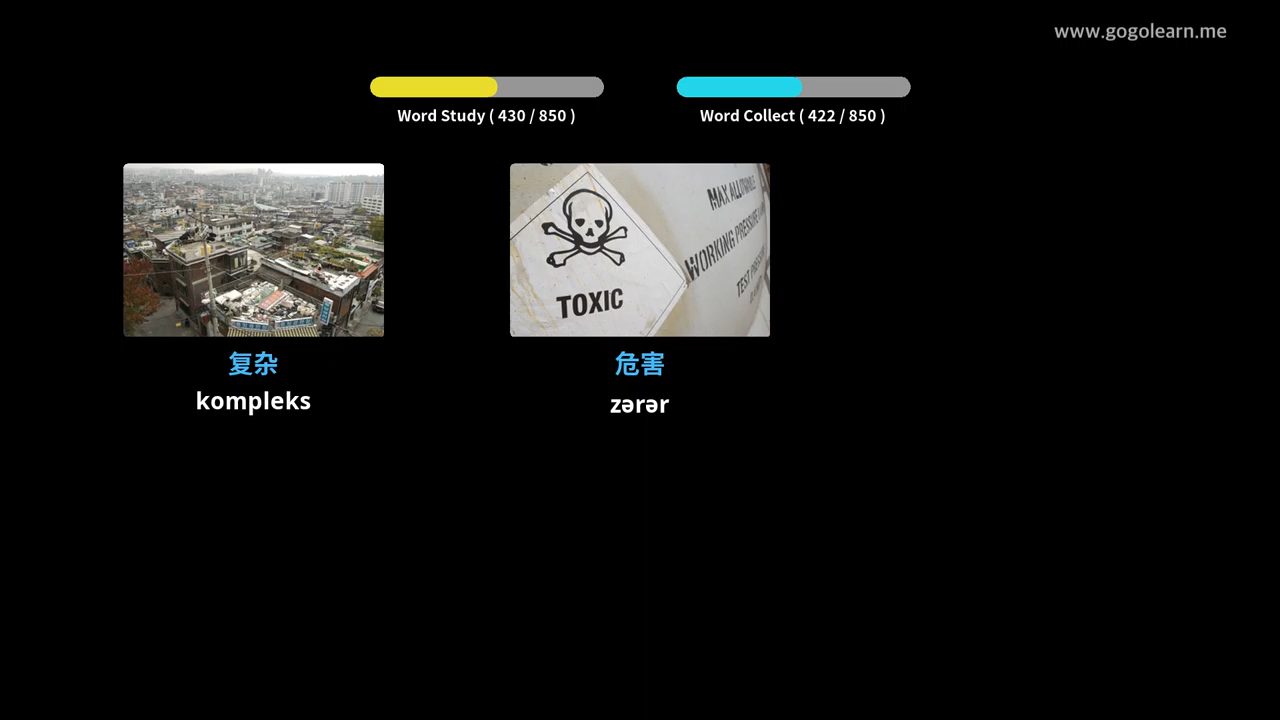 www.gogolearn.me
Word Study ( 430 / 850 )
Word Collect ( 422 / 850 )
TOXIC
MAX ALLOWABLE
WORKING PRESSURE
复杂
危害
kompleks
zərər